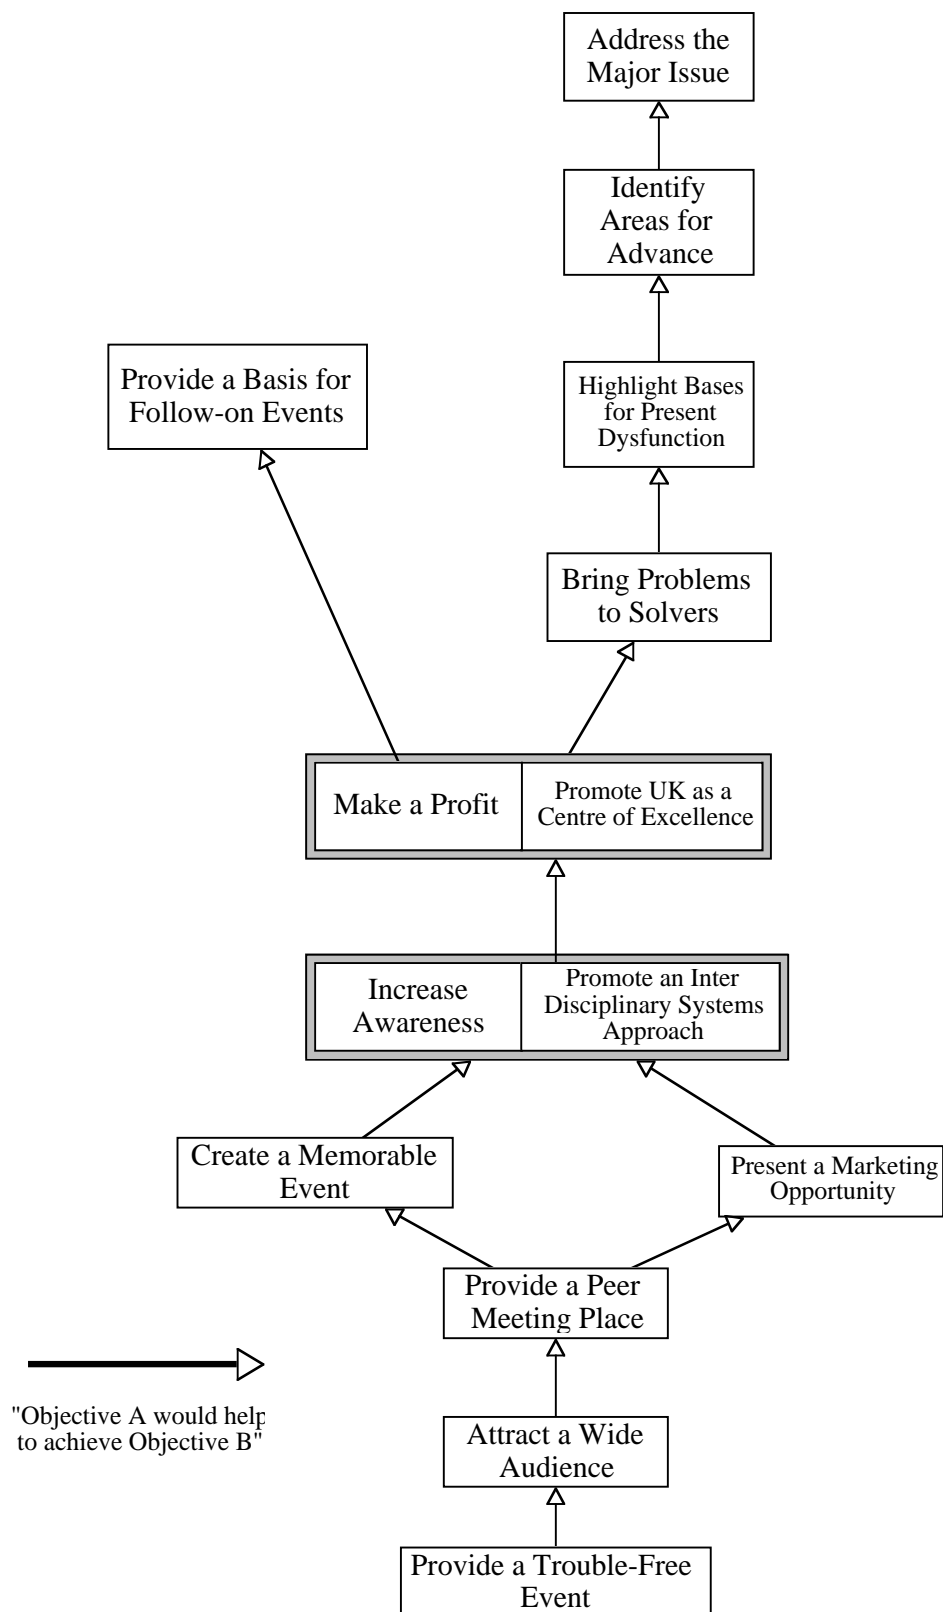 Address the
Major Issue
Identify
Areas for
Advance
Provide a Basis for
Follow-on Events
Highlight Bases
for Present
Dysfunction
Bring Problems
to Solvers
Make a Profit
Promote UK as a
Centre of Excellence
Increase
Awareness
Promote an Inter
Disciplinary Systems
Approach
Create a Memorable
Event
Present a Marketing
Opportunity
Provide a Peer
Meeting Place
"Objective A would help
to achieve Objective B"
Attract a Wide
Audience
Provide a Trouble-Free
Event